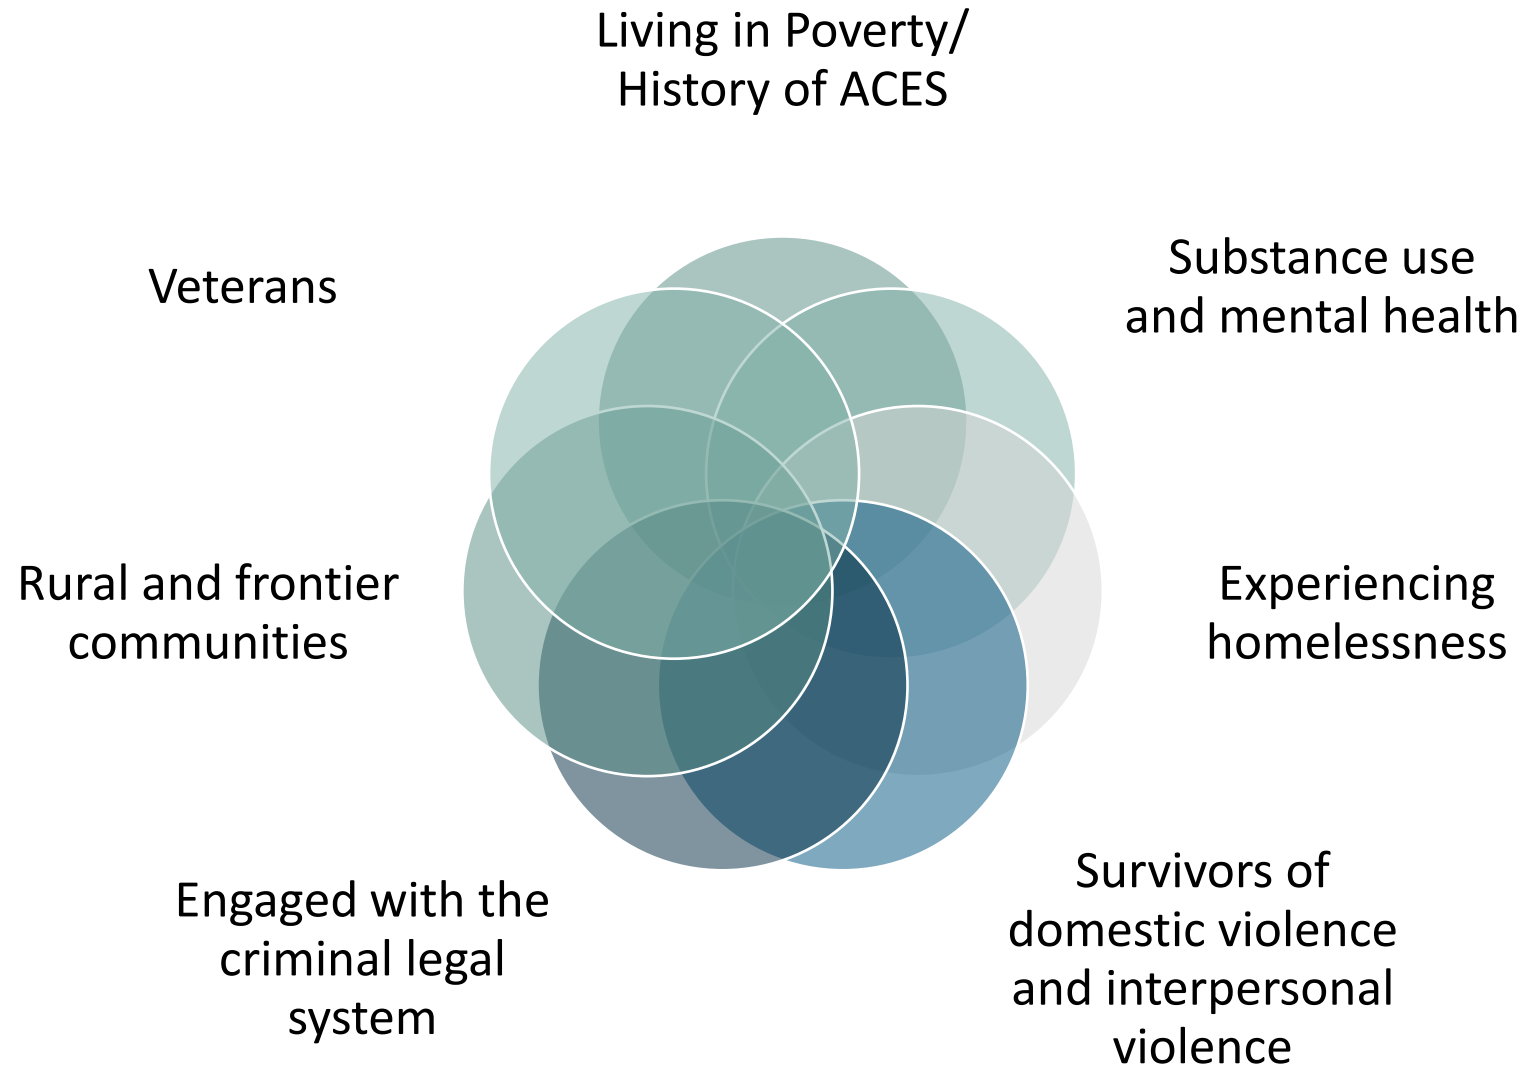 Living in Poverty/
History of ACES
Substance use
and mental health
Veterans
Experiencing
homelessness
Rural and frontier
communities
Survivors of
domestic violence
and interpersonal
violence
Engaged with the
criminal legal
system